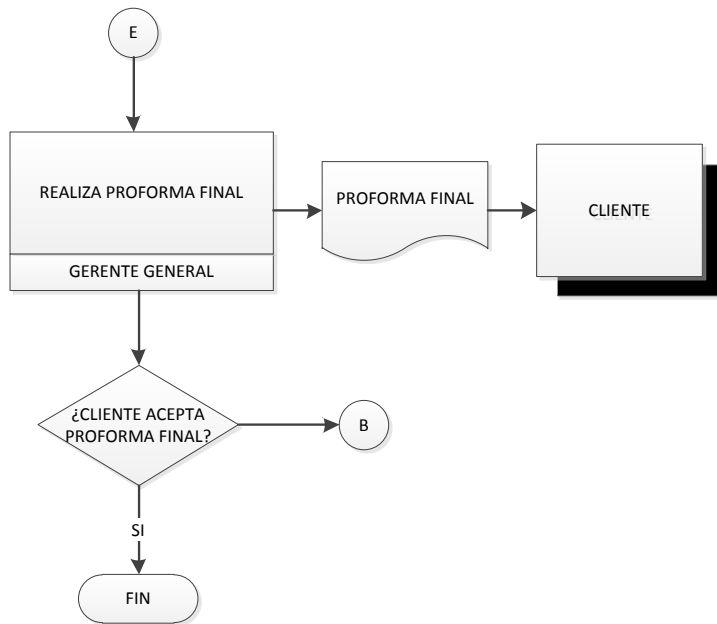 E
REALIZA PROFORMA FINAL
GERENTE GENERAL
PROFORMA FINAL
CLIENTE
¿CLIENTE ACEPTA
PROFORMA FINAL?
B
SI
FIN